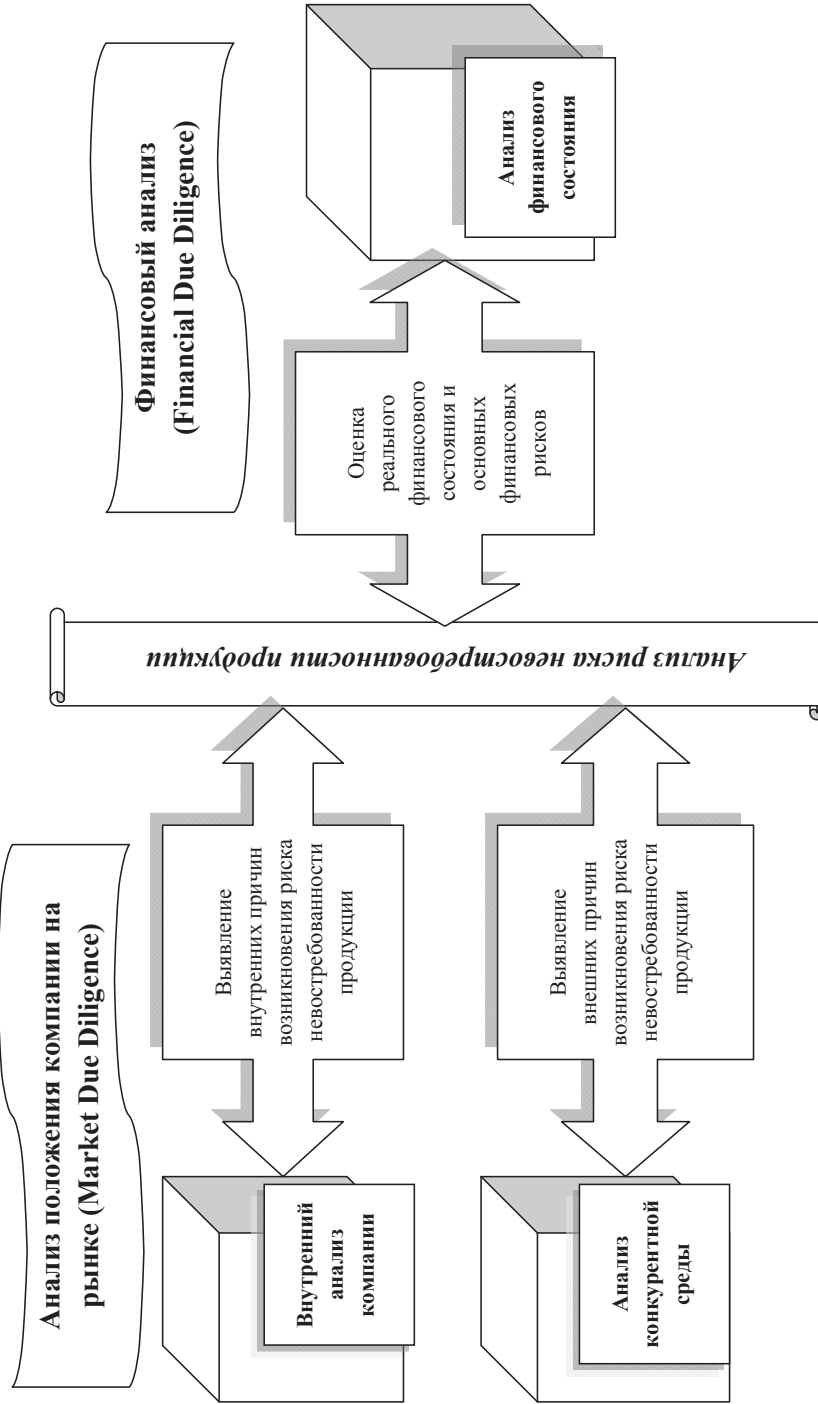 Анализ положения компании на
рынке (Market Due Diligence)
Финансовый анализ
(Financial Due Diligence)
Внутренний
анализ
компании
Выявление
внутренних причин
возникновения риска
невостребованности
продукции
Анализ
конкурентной
среды
Выявление
внешних причин
возникновения риска
невостребованности
продукции
Анализ риска невостребованности продукции
Оценка
реального
финансового
состояния и
основных
финансовых
рисков
Анализ
финансового
состояния